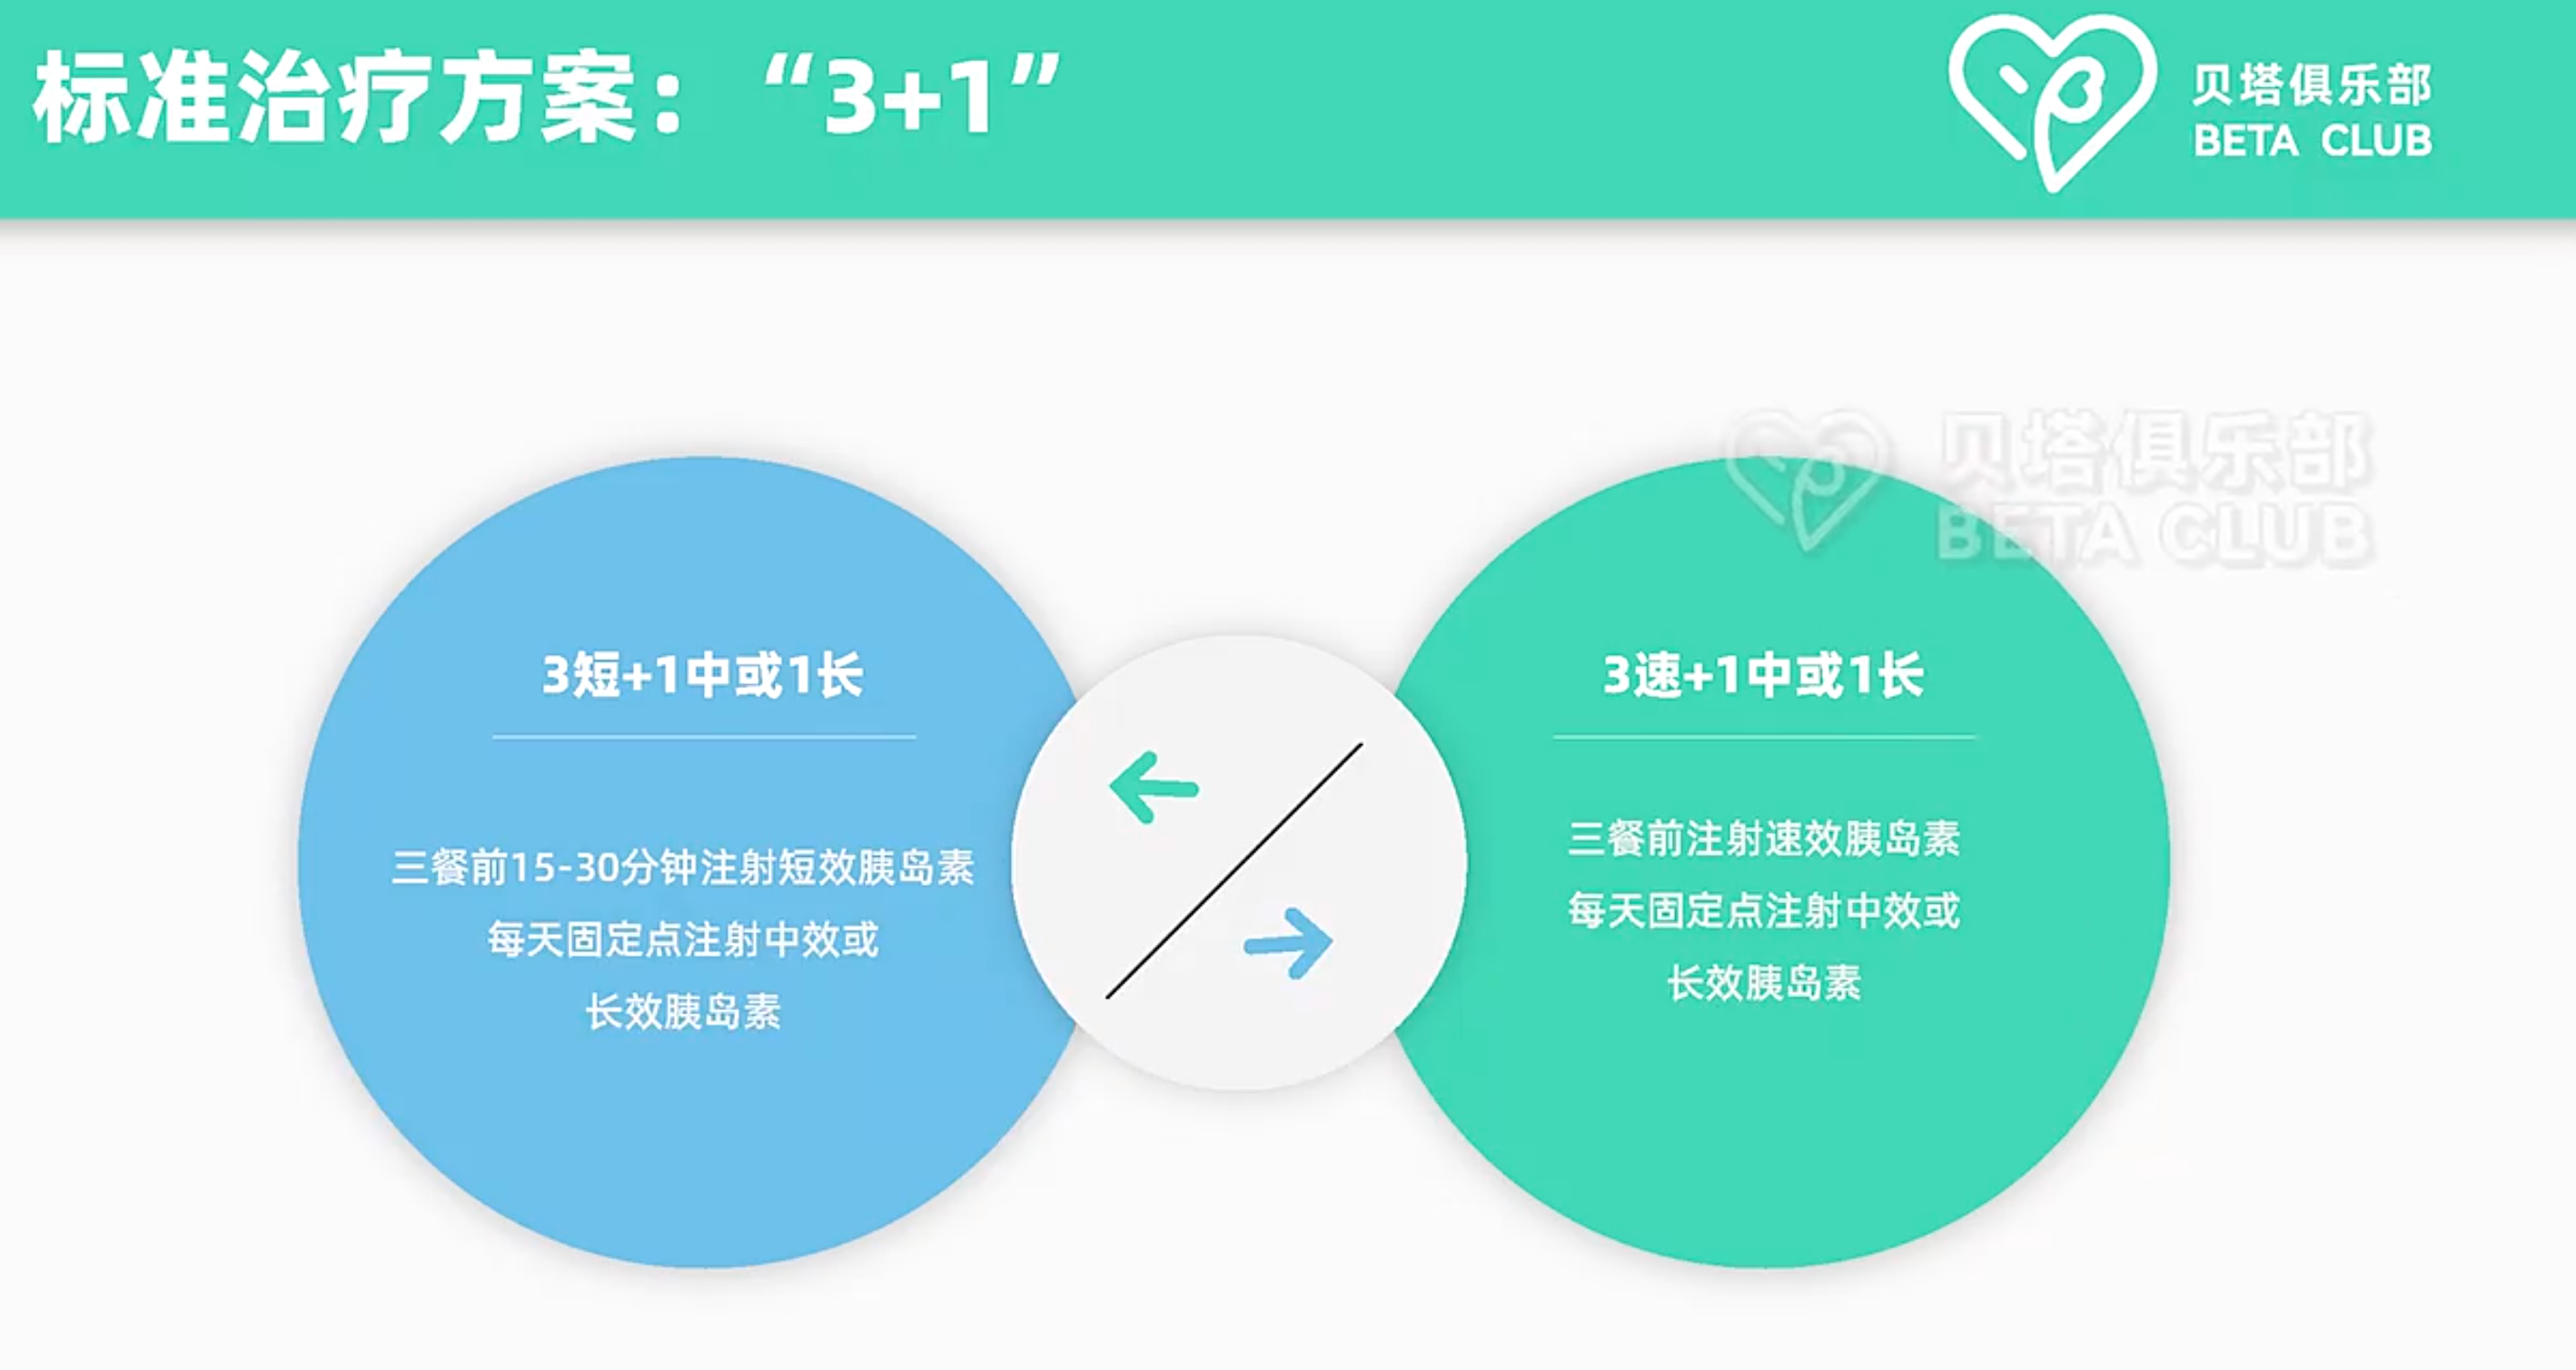 标准治疗方案：“3+1”
贝塔俱乐部
BETA CLUB
贝塔俱乐部
BETA CLUB
3短+1中或1长
三餐前15-30分钟注射短效胰岛素
每天固定点注射中效或
长效胰岛素
3速+1中或1长
三餐前注射速效胰岛素
每天固定点注射中效或
长效胰岛素